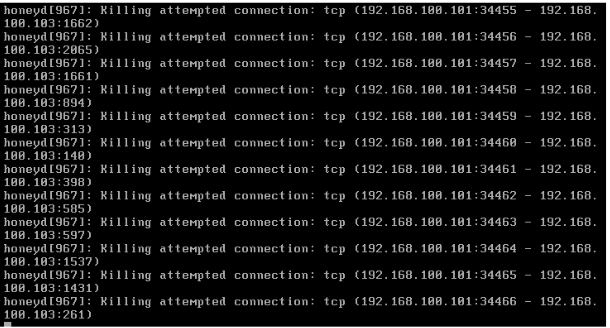 honeyd[967]: Killing attempted connection: tcp (192.168.100.101:34455 - 192.168.
100.103:1662)
honeyd[967]: Killing attempted connection: tcp (192.168.100.101:34456 - 192.168.
100.103:2065)
honeyd[967]: Killing attempted connection: tcp (192.168.100.101:34457 - 192.168.
100.103:1661)
honeyd[967]: Killing attempted connection: tcp (192.168.100.101:34458 - 192.168.
100.103:894)
honeyd[967]: Killing attempted connection: tcp (192.168.100.101:34459 - 192.168.
100.103:313)
honeyd[967]: Killing attempted connection: tcp (192.168.100.101:34460 - 192.168.
100.103:140)
honeyd[967]: Killing attempted connection: tcp (192.168.100.101:34461 - 192.168.
100.103:398)
honeyd[967]: Killing attempted connection: tcp (192.168.100.101:34462 - 192.168.
100.103:585)
honeyd[967]: Killing attempted connection: tcp (192.168.100.101:34463 - 192.168.
100.103:597)
honeyd[967]: Killing attempted connection: tcp (192.168.100.101:34464 - 192.168.
100.103:1537)
honeyd[967]: Killing attempted connection: tcp (192.168.100.101:34465 - 192.168.
100.103:1431)
honeyd[967]: Killing attempted connection: tcp (192.168.100.101:34466 - 192.168.
100.103:261)